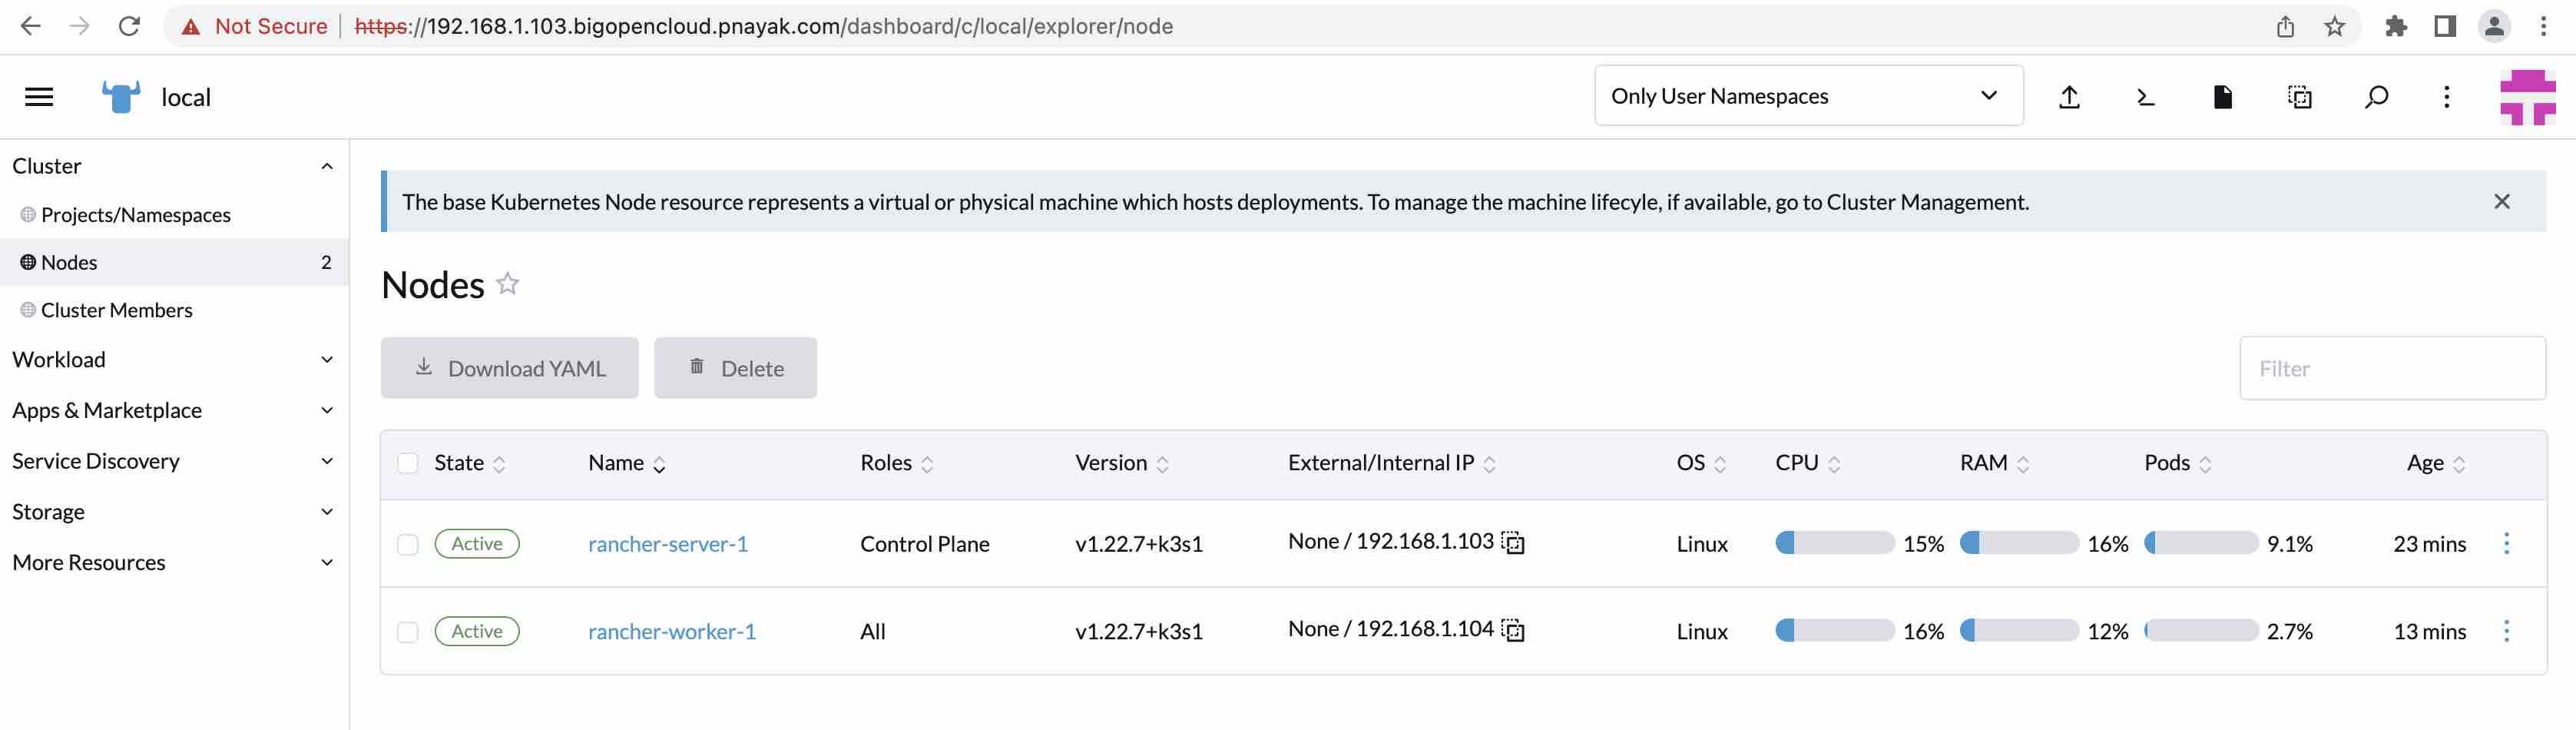 Not Secure | https://192.168.1.103.bigopencloud.pnayak.com/dashboard/c/local/explorer/node
local
Only User Namespaces
Cluster
Projects/Namespaces
Nodes 2
Cluster Members
Workload
Apps & Marketplace
Service Discovery
Storage
More Resources
The base Kubernetes Node resource represents a virtual or physical machine which hosts deployments. To manage the machine lifecyle, if available, go to Cluster Management.
Nodes
Download YAML Delete Filter
State Name Roles Version External/Internal IP OS CPU RAM Pods Age
Active rancher-server-1 Control Plane v1.22.7+k3s1 None / 192.168.1.103 Linux 15% 16% 9.1% 23 mins
Active rancher-worker-1 All v1.22.7+k3s1 None / 192.168.1.104 Linux 16% 12% 2.7% 13 mins